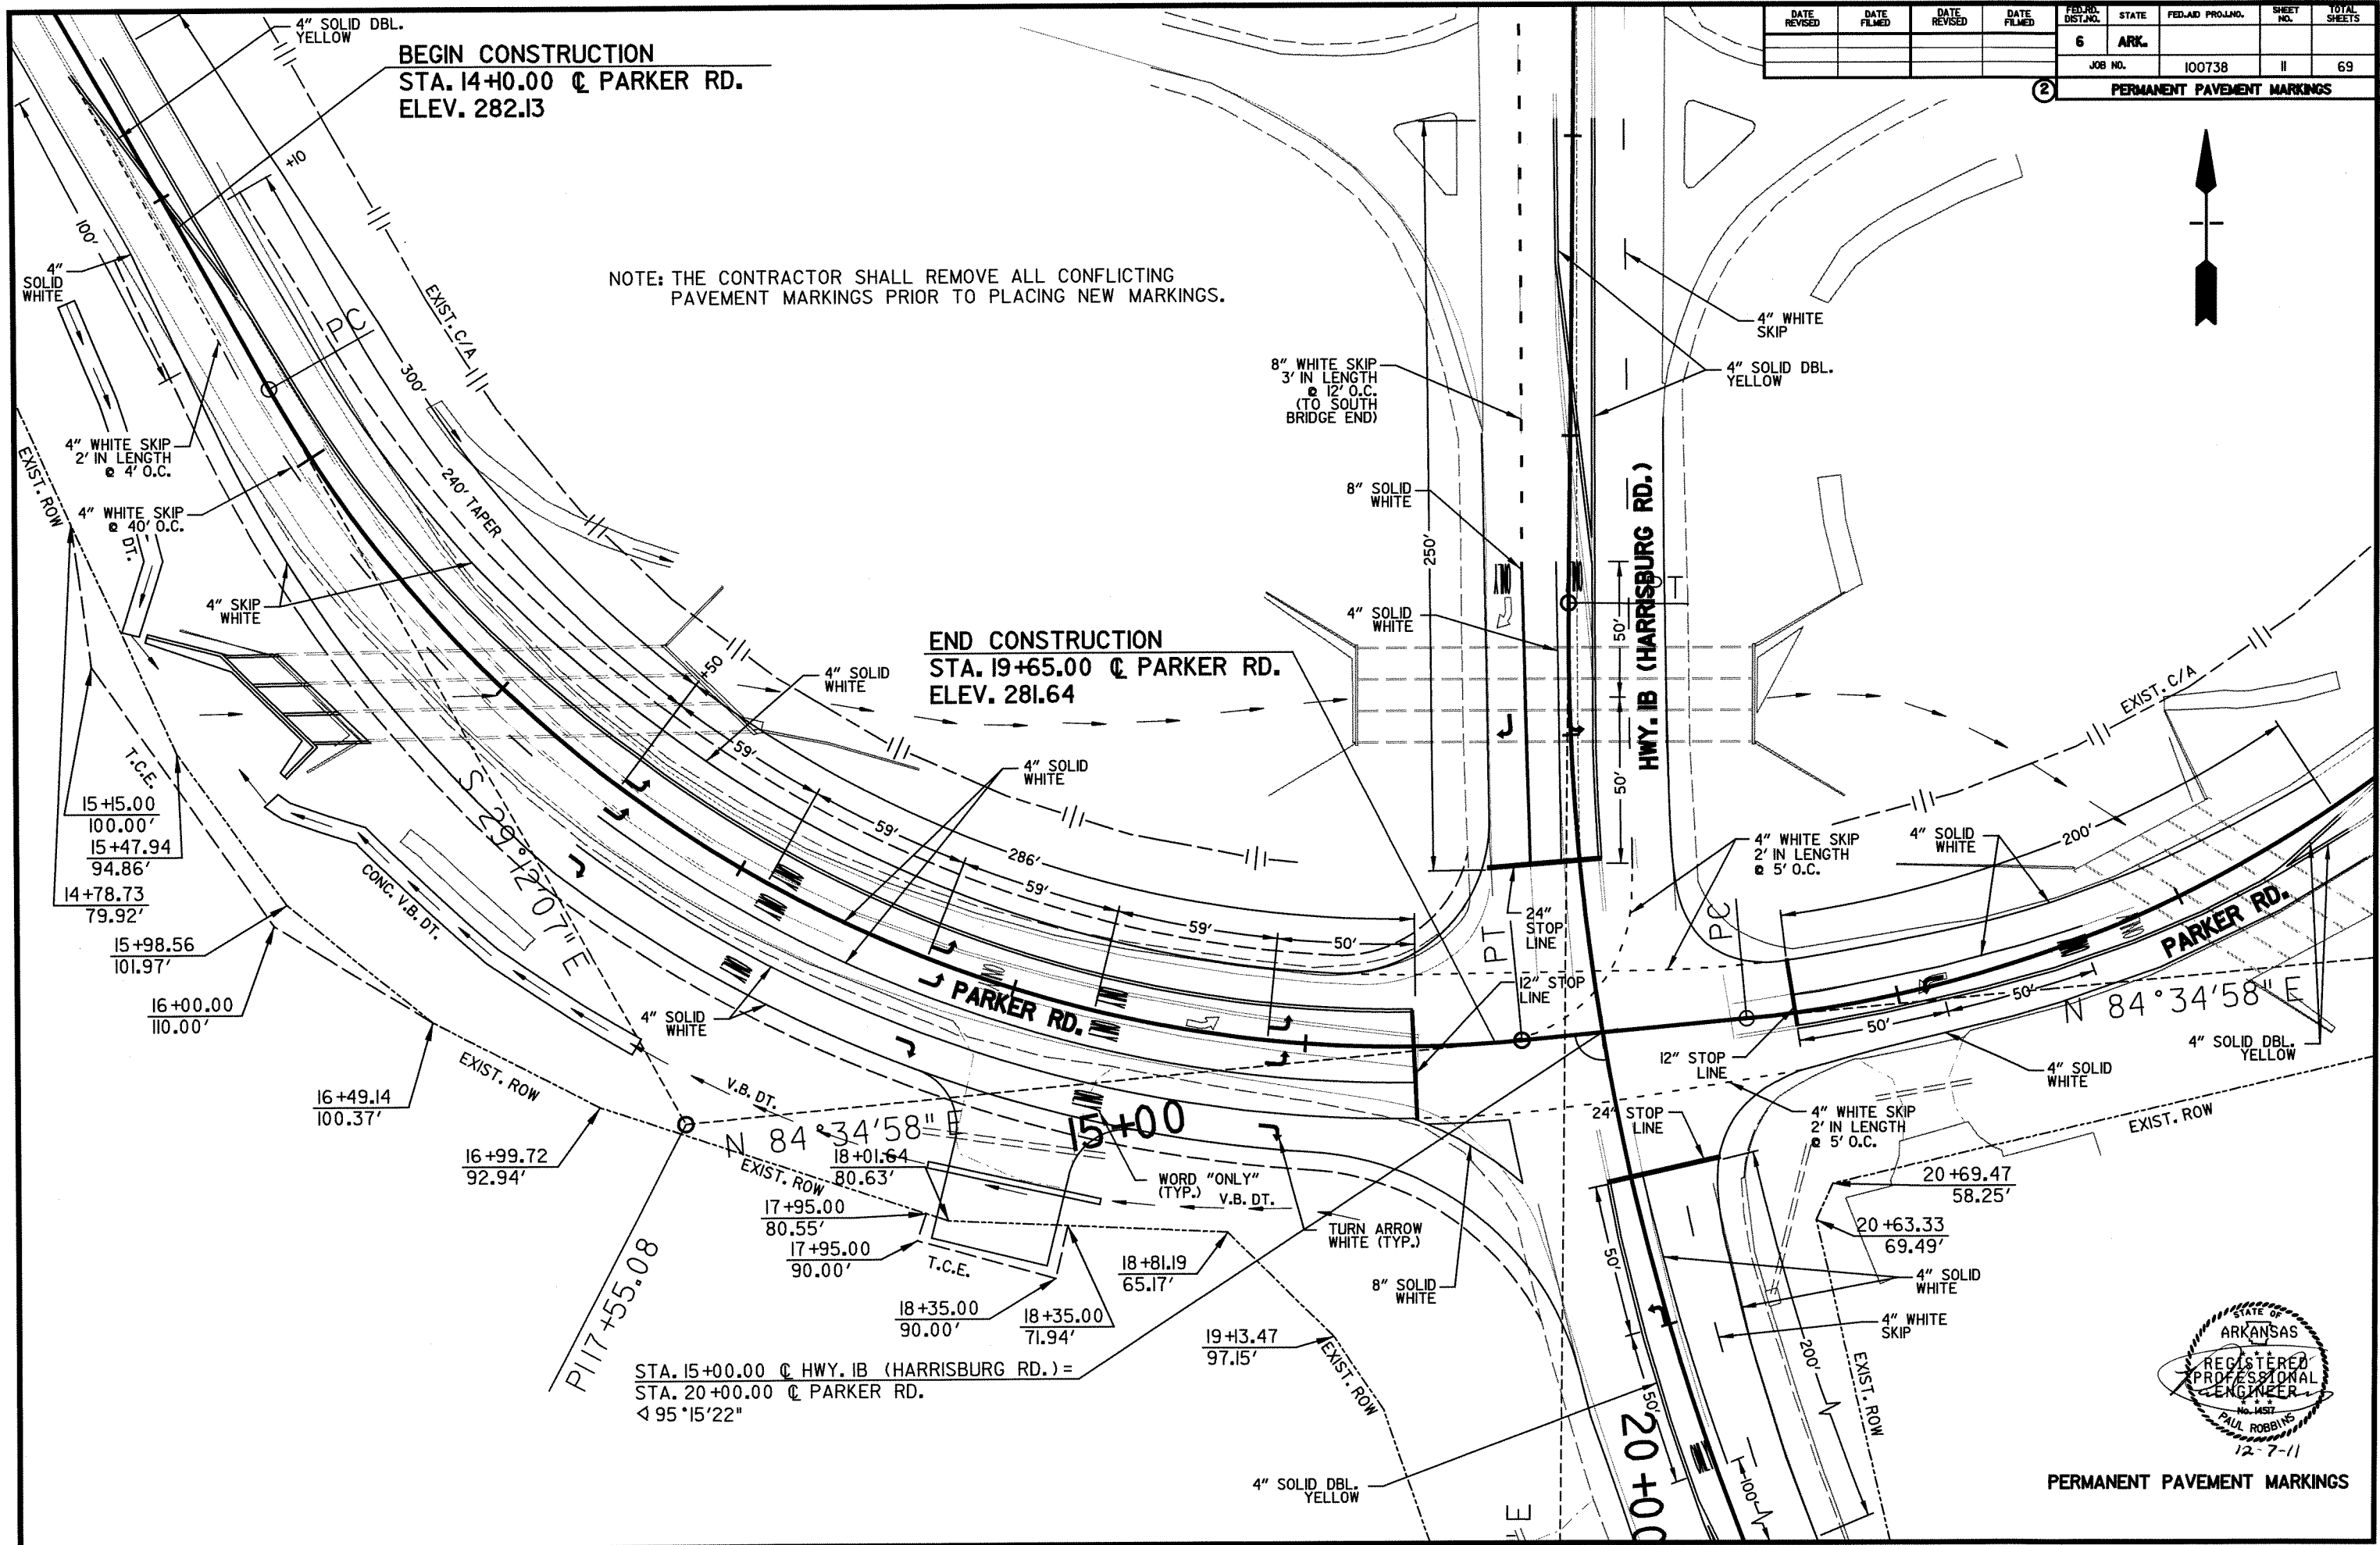 DATE REVISED
DATE FILMED
DATE REVISED
DATE FILMED
FED.RD. DIST.NO.
STATE
FED.AID PROJ.NO.
SHEET NO.
TOTAL SHEETS
6
ARK.
JOB NO.
100738
11
69
2
PERMANENT PAVEMENT MARKINGS
4" SOLID DBL.
YELLOW
BEGIN CONSTRUCTION
STA. 14+10.00 ℄ PARKER RD.
ELEV. 282.13
+10
100'
4"
SOLID
WHITE
PC
EXIST. C/A
300'
NOTE: THE CONTRACTOR SHALL REMOVE ALL CONFLICTING
PAVEMENT MARKINGS PRIOR TO PLACING NEW MARKINGS.
4" WHITE
SKIP
4" SOLID DBL.
YELLOW
8" WHITE SKIP
3' IN LENGTH
@ 12' O.C.
(TO SOUTH
BRIDGE END)
4" WHITE SKIP
2' IN LENGTH
@ 4' O.C.
EXIST. ROW
4" WHITE SKIP
@ 40' O.C.
DT.
240' TAPER
8" SOLID
WHITE
250'
HWY. 1B (HARRISBURG RD.)
4" SKIP
WHITE
4" SOLID
WHITE
50'
50'
END CONSTRUCTION
STA. 19+65.00 ℄ PARKER RD.
ELEV. 281.64
+50
4" SOLID
WHITE
EXIST. C/A
T.C.E.
59'
4" SOLID
WHITE
15+15.00
100.00'
15+47.94
94.86'
14+78.73
79.92'
S 29°12'07" E
59'
286'
59'
59'
50'
4" WHITE SKIP
2' IN LENGTH
@ 5' O.C.
4" SOLID
WHITE
200'
CONC. V.B. DT.
15+98.56
101.97'
16+00.00
110.00'
24"
STOP
LINE
PT
PC
12" STOP
LINE
PARKER RD.
PARKER RD.
4" SOLID
WHITE
50'
50'
N 84°34'58" E
4" SOLID DBL.
YELLOW
12" STOP
LINE
4" SOLID
WHITE
EXIST. ROW
16+49.14
100.37'
V.B. DT.
N 84°34'58" E
15+00
24" STOP
LINE
4" WHITE SKIP
2' IN LENGTH
@ 5' O.C.
EXIST. ROW
16+99.72
92.94'
EXIST. ROW
18+01.64
80.63'
WORD "ONLY"
(TYP.)
V.B. DT.
20+69.47
58.25'
17+95.00
80.55'
17+95.00
90.00'
TURN ARROW
WHITE (TYP.)
20+63.33
69.49'
T.C.E.
18+81.19
65.17'
8" SOLID
WHITE
50'
4" SOLID
WHITE
PI 17+55.08
18+35.00
90.00'
18+35.00
71.94'
4" WHITE
SKIP
19+13.47
97.15'
EXIST. ROW
200'
EXIST. ROW
STA. 15+00.00 ℄ HWY. 1B (HARRISBURG RD.) =
STA. 20+00.00 ℄ PARKER RD.
∢ 95°15'22"
50'
20+00
100'
4" SOLID DBL.
YELLOW
"E
STATE OF
ARKANSAS
REGISTERED
PROFESSIONAL
ENGINEER
No. 14517
PAUL ROBBINS
12-7-11
PERMANENT PAVEMENT MARKINGS